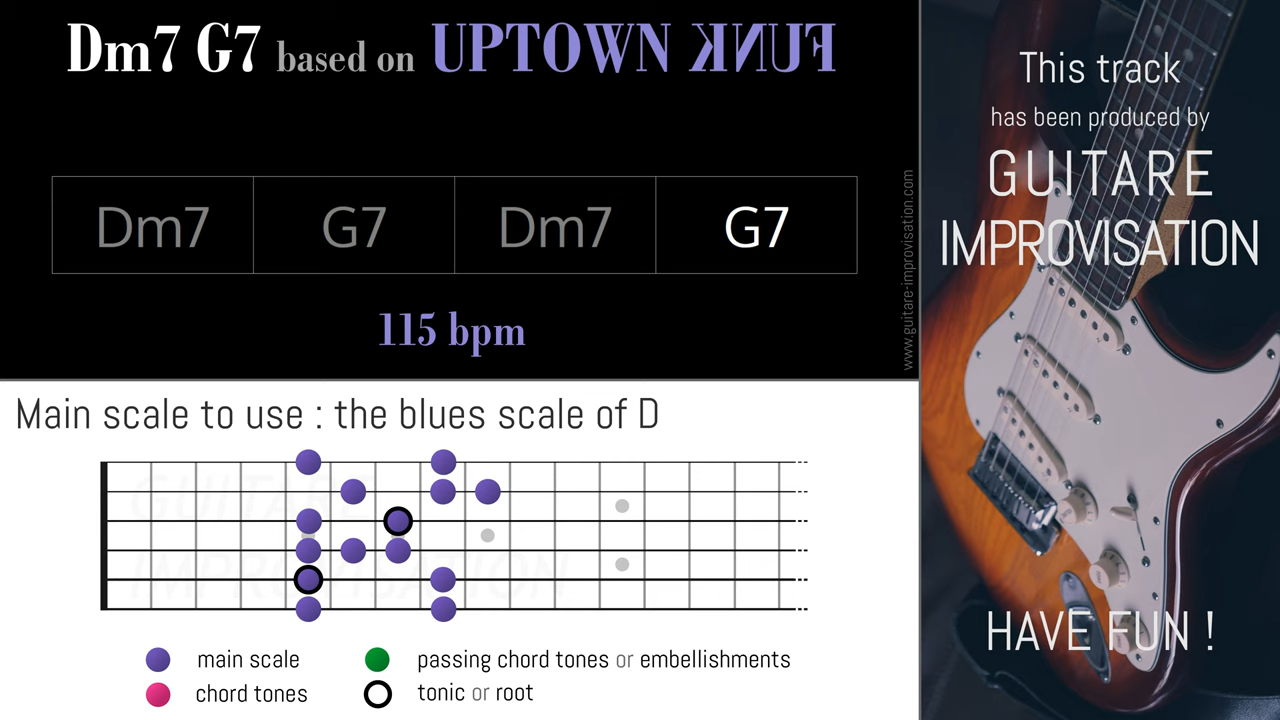 Dm7 G7 based on UPTOWN FUNK
Dm7 G7 Dm7 G7
115 bpm
www.guitare-improvisation.com
Main scale to use : the blues scale of D
GUITARE
IMPROVISATION
main scale
passing chord tones or embellishments
chord tones
tonic or root
This track
has been produced by
GUITARE
IMPROVISATION
HAVE FUN !